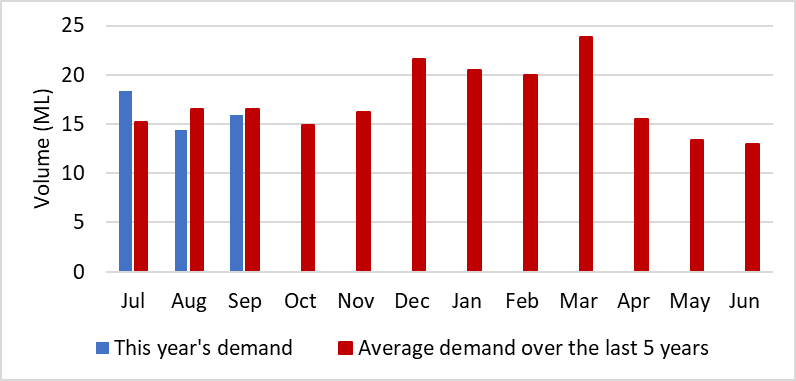 Volume (ML)
25
20
15
10
5
0
Jul Aug Sep Oct Nov Dec Jan Feb Mar Apr May Jun
This year's demand Average demand over the last 5 years